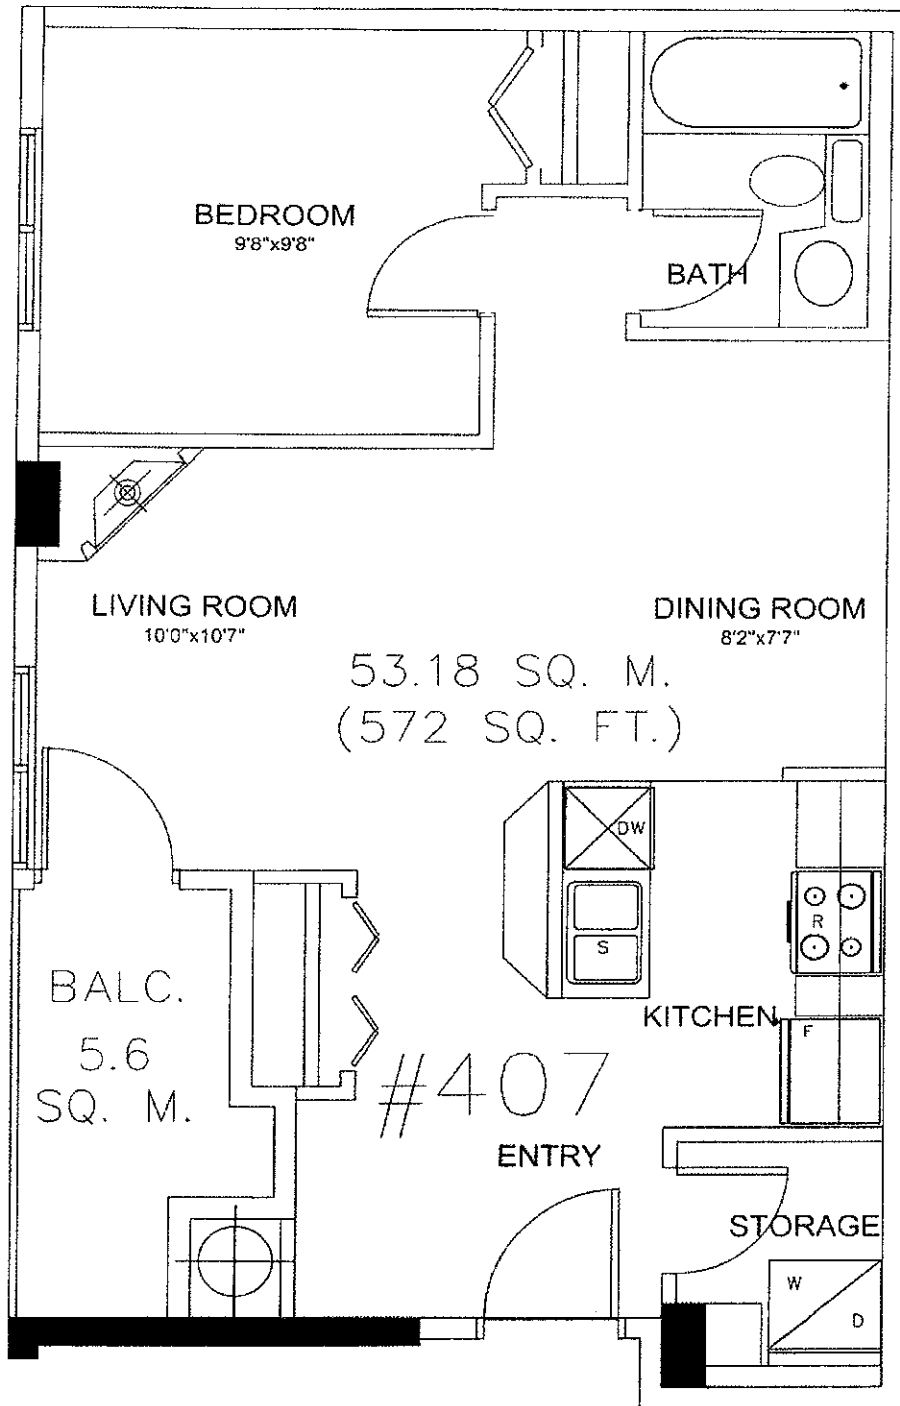 BEDROOM
9'8"x9'8"
BATH
LIVING ROOM
10'0"x10'7"
DINING ROOM
8'2"x7'7"
53.18 SQ. M.
(572 SQ. FT.)
DW
R
S
BALC.
5.6
SQ. M.
KITCHEN
F
#407
ENTRY
STORAGE
W
D